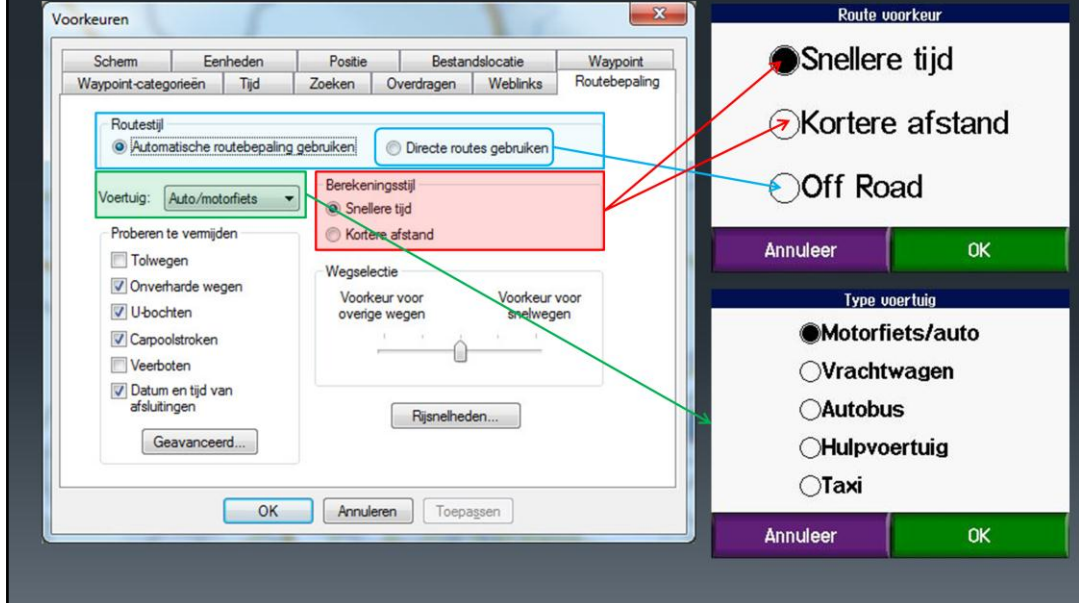 Voorkeuren
Scherm Eenheden Positie Bestandslocatie Waypoint
Waypoint-categorieën Tijd Zoeken Overdragen Weblinks Routebepaling
Routestijl
Automatische routebepaling gebruiken Directe routes gebruiken
Voertuig: Auto/motorfiets
Berekeningsstijl
Snellere tijd
Kortere afstand
Proberen te vermijden
Tolwegen
Onverharde wegen
U-bochten
Carpoolstroken
Veerboten
Datum en tijd van
afsluitingen
Geavanceerd...
Wegselectie
Voorkeur voor
overige wegen
Voorkeur voor
snelwegen
Rijsnelheden...
OK Annuleren Toepassen
Route voorkeur
Snellere tijd
Kortere afstand
Off Road
Annuleer OK
Type voertuig
Motorfiets/auto
Vrachtwagen
Autobus
Hulpvoertuig
Taxi
Annuleer OK